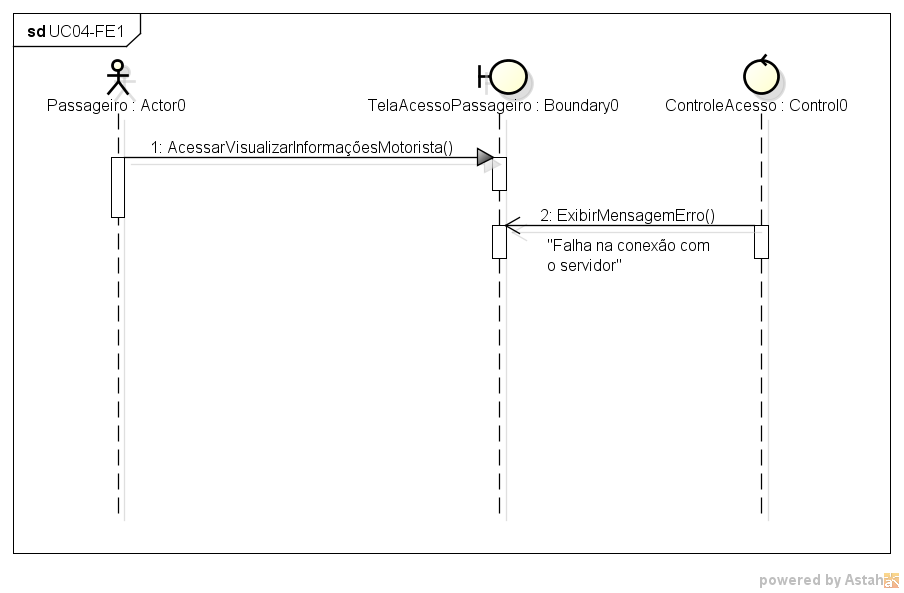 sd UC04-FE1
Passageiro : Actor0
TelaAcessoPassageiro : Boundary0
ControleAcesso : Control0
1: AcessarVisualizarInformaçőesMotorista()
2: ExibirMensagemErro()
"Falha na conexão com
o servidor"
powered by Astah